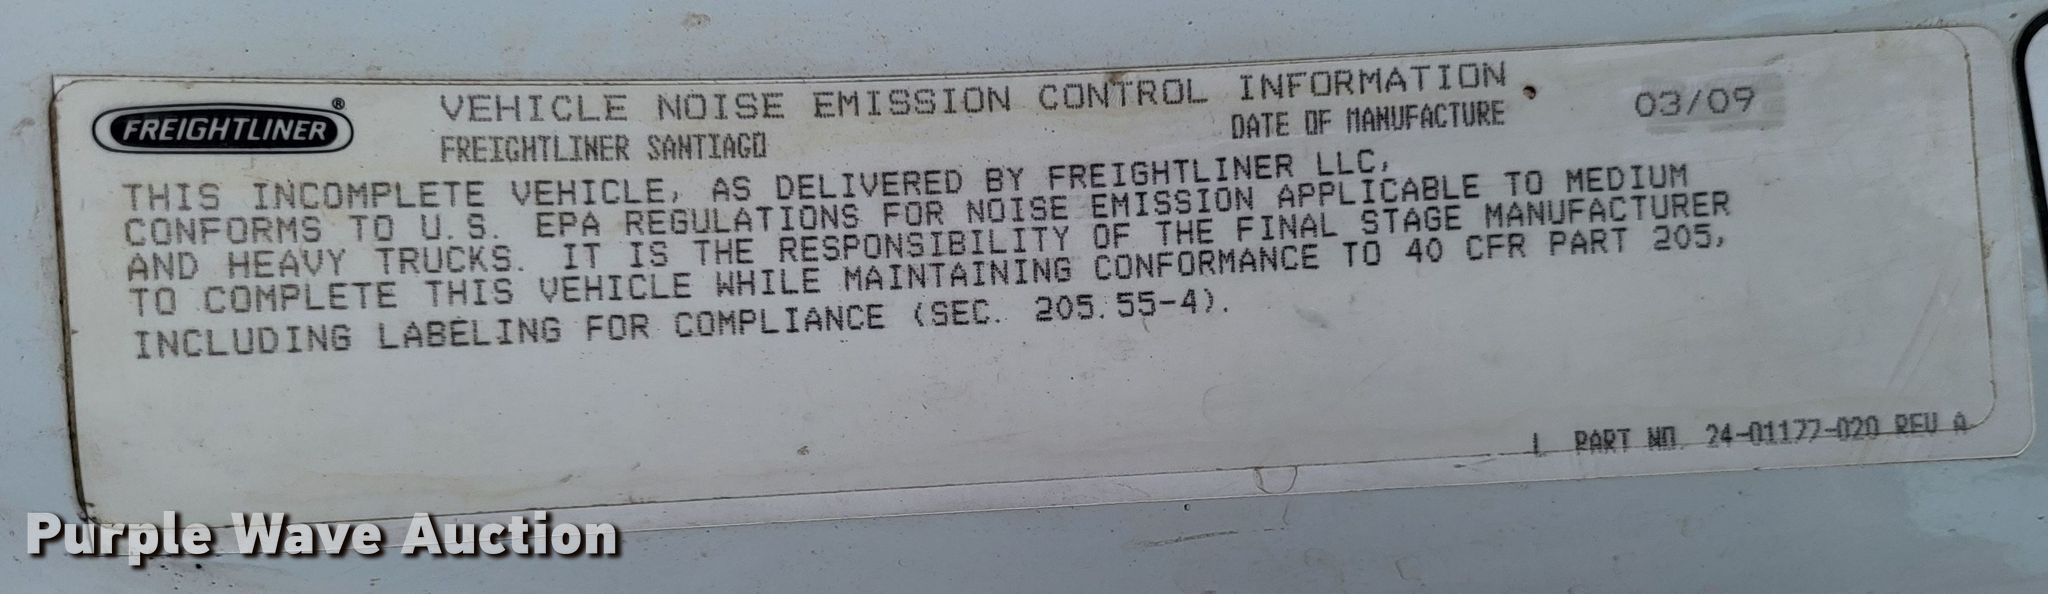 FREIGHTLINER®
VEHICLE NOISE EMISSION CONTROL INFORMATION
FREIGHTLINER SANTIAGO
DATE OF MANUFACTURE 03/09
THIS INCOMPLETE VEHICLE, AS DELIVERED BY FREIGHTLINER LLC,
CONFORMS TO U.S. EPA REGULATIONS FOR NOISE EMISSION APPLICABLE TO MEDIUM
AND HEAVY TRUCKS. IT IS THE RESPONSIBILITY OF THE FINAL STAGE MANUFACTURER
TO COMPLETE THIS VEHICLE WHILE MAINTAINING CONFORMANCE TO 40 CFR PART 205,
INCLUDING LABELING FOR COMPLIANCE (SEC. 205.55-4).
L PART NO. 24-01177-020 REV A
Purple Wave Auction